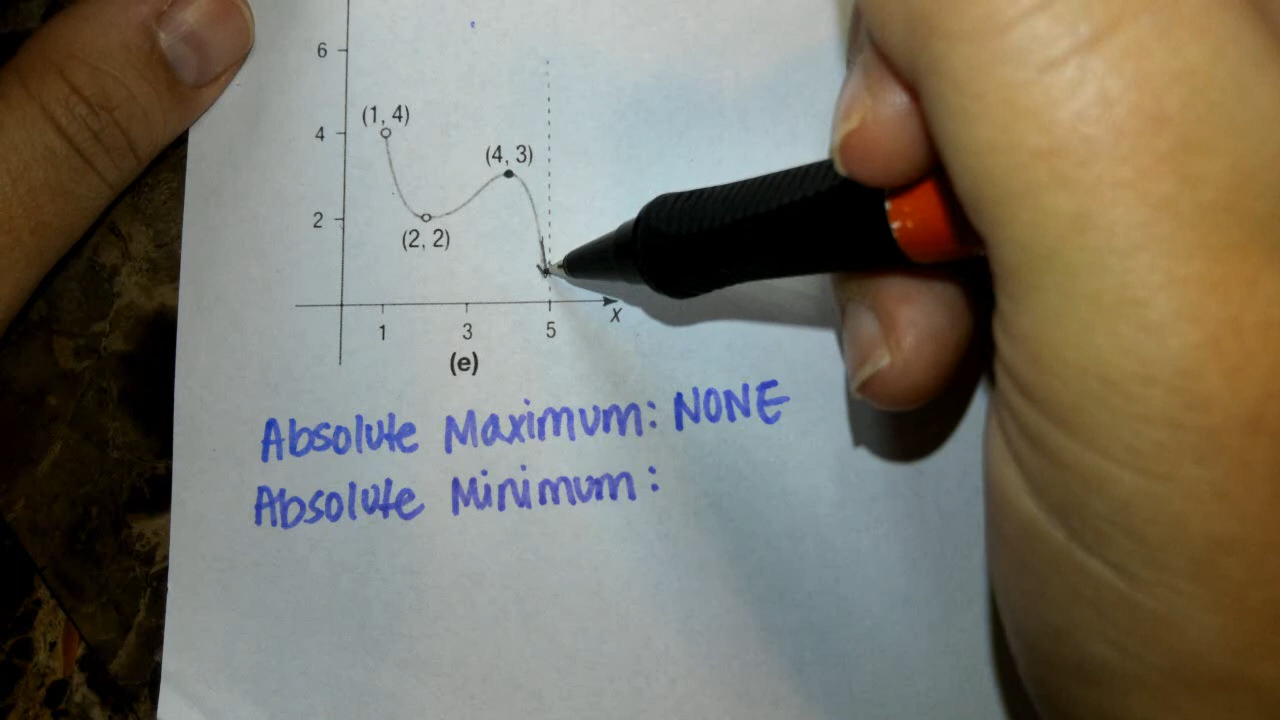 6
(1, 4)
4
(4, 3)
2
(2, 2)
1 3 5 x
(e)
Absolute Maximum: NONE
Absolute Minimum: